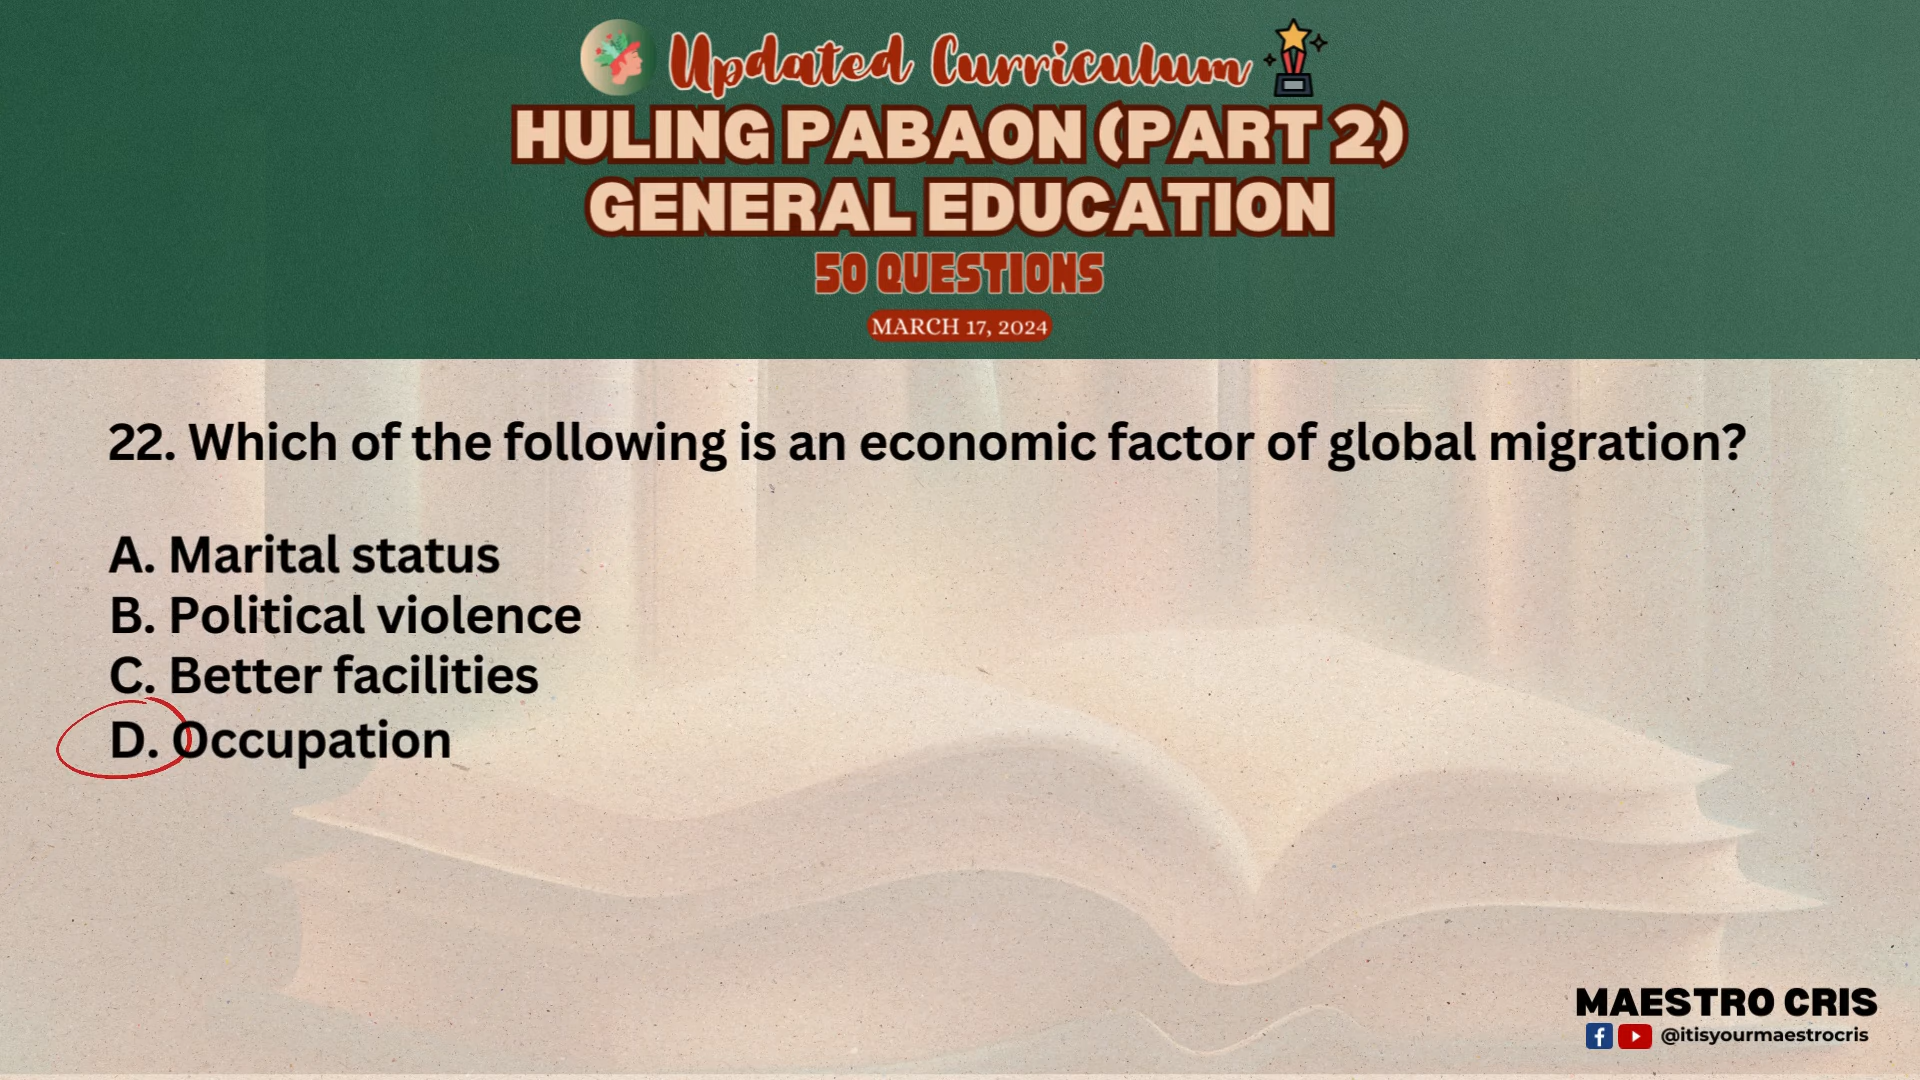 Updated Curriculum
HULING PABAON (PART 2)
GENERAL EDUCATION
50 QUESTIONS
MARCH 17, 2024
22. Which of the following is an economic factor of global migration?
A. Marital status
B. Political violence
C. Better facilities
D. Occupation
MAESTRO CRIS
@itisyourmaestrocris